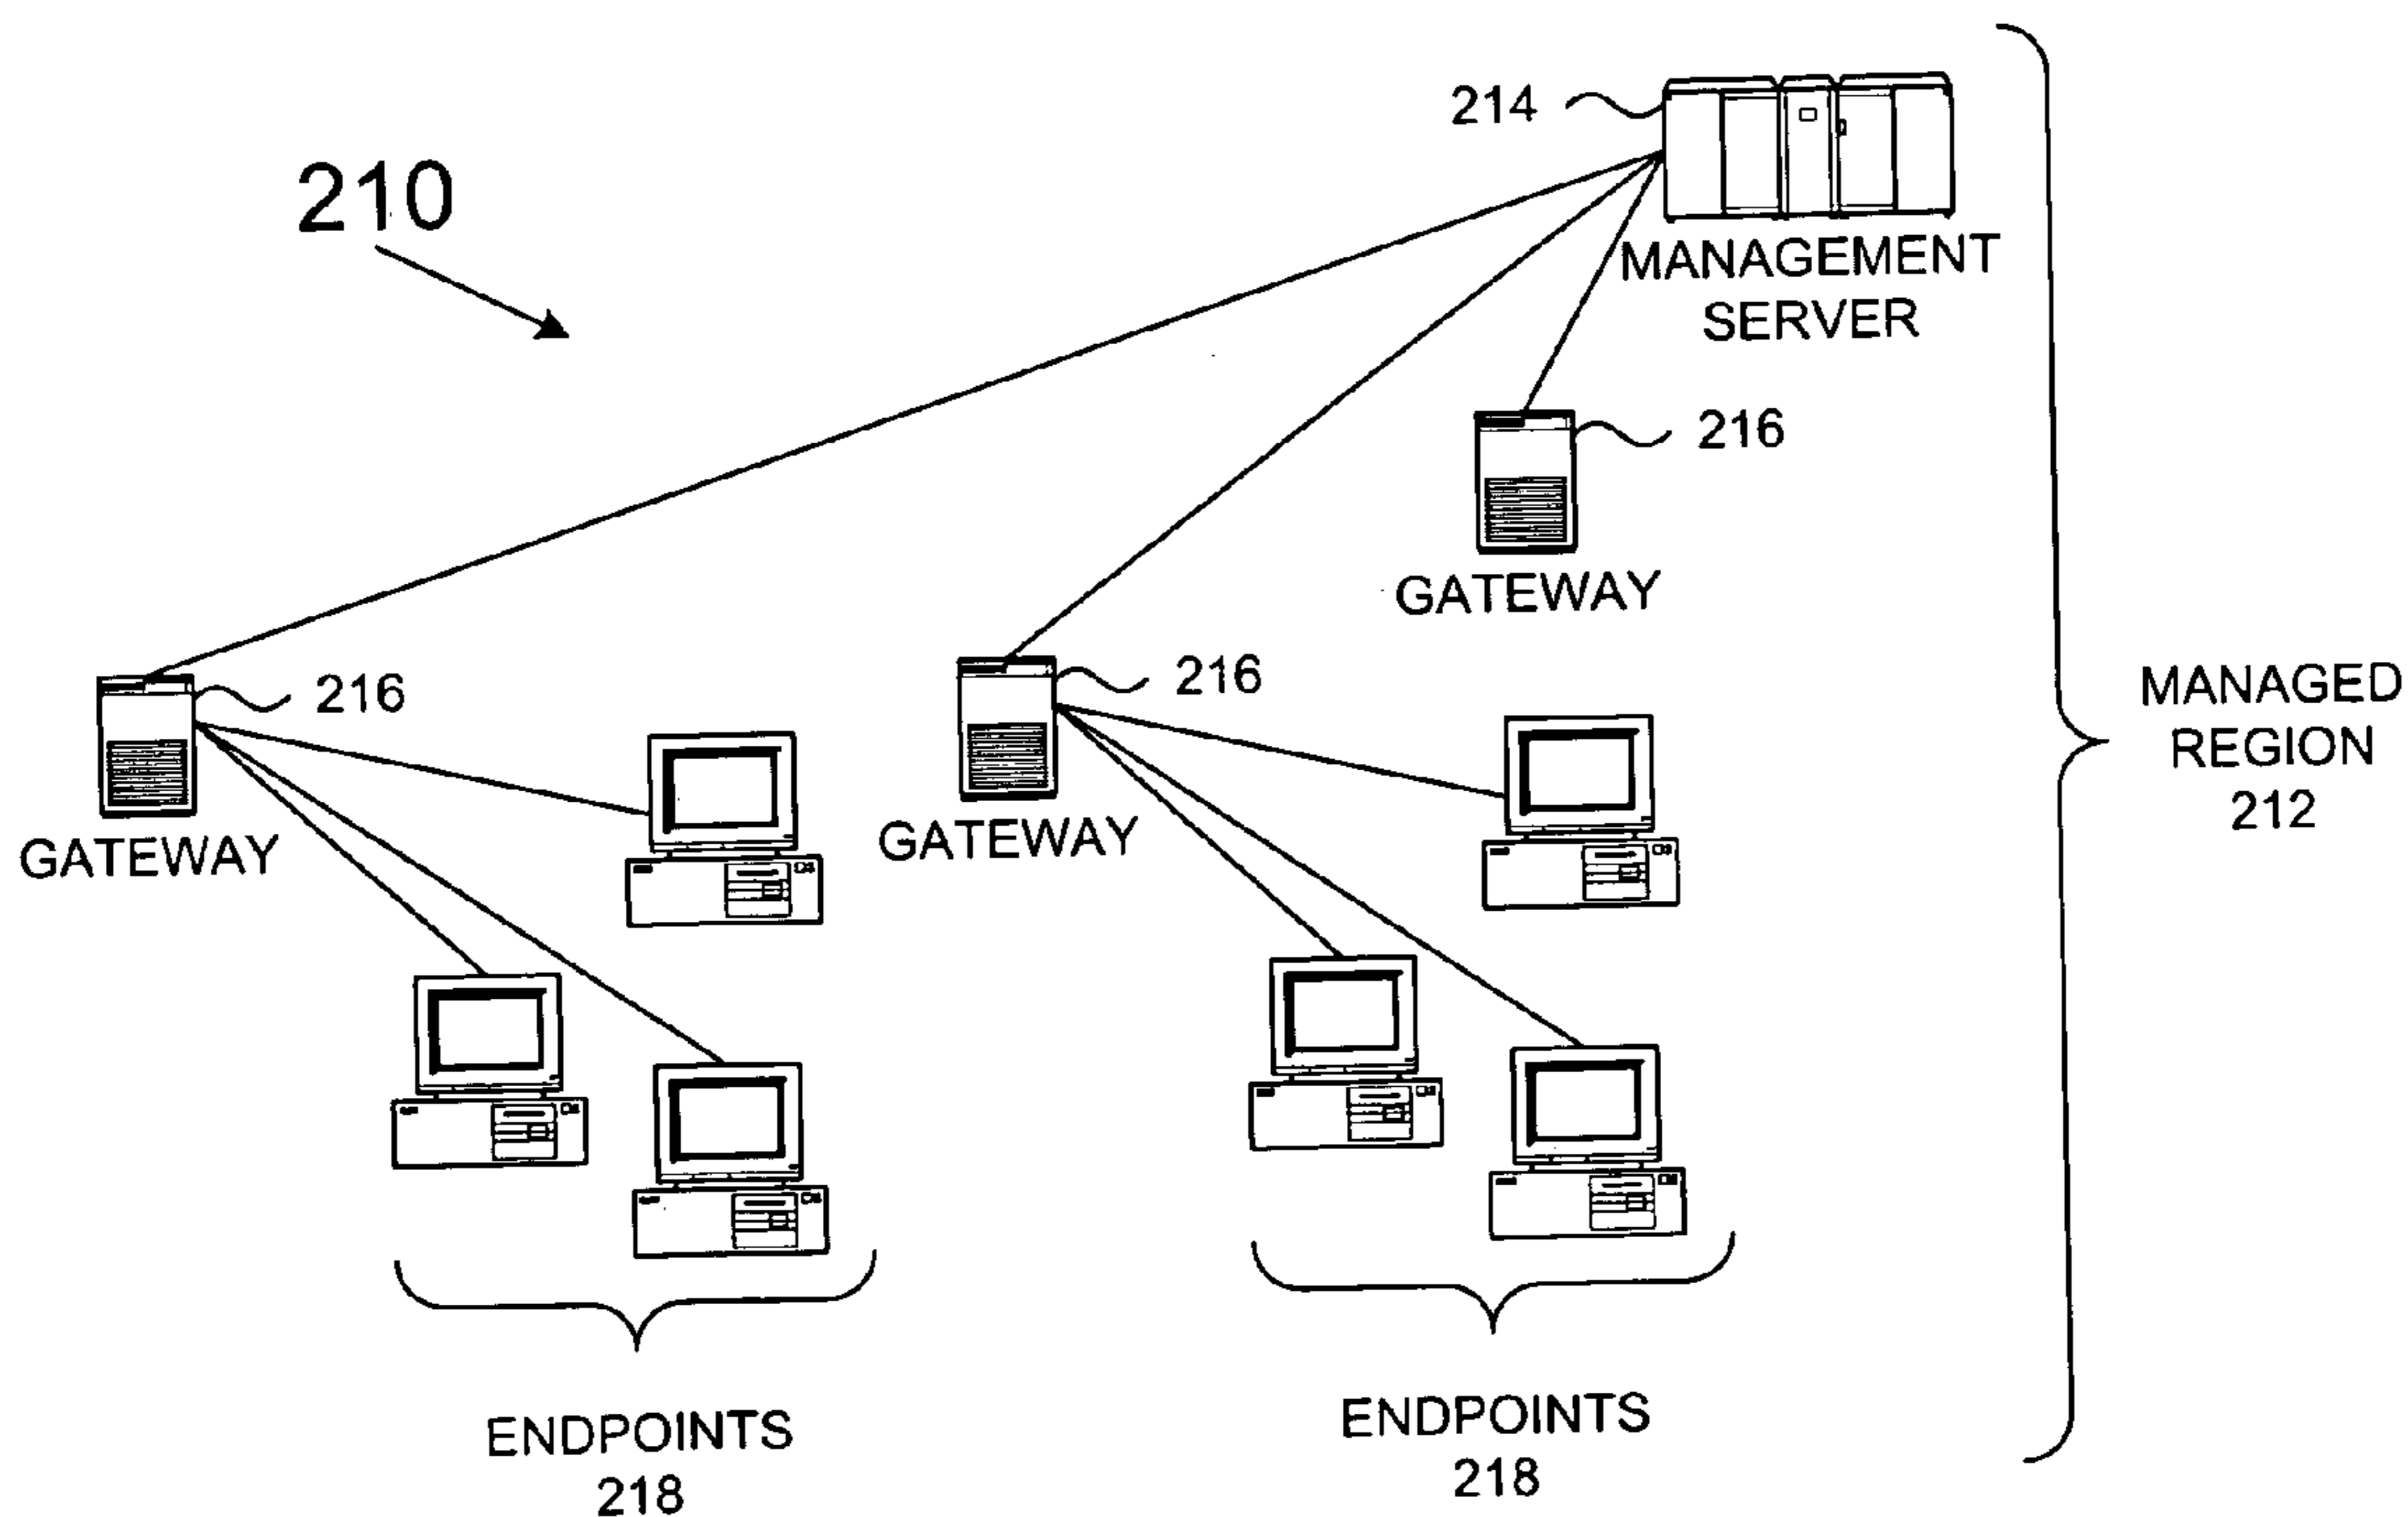 214
210
MANAGEMENT
SERVER
216
GATEWAY
216
216
MANAGED
REGION
212
GATEWAY
GATEWAY
ENDPOINTS
218
ENDPOINTS
218